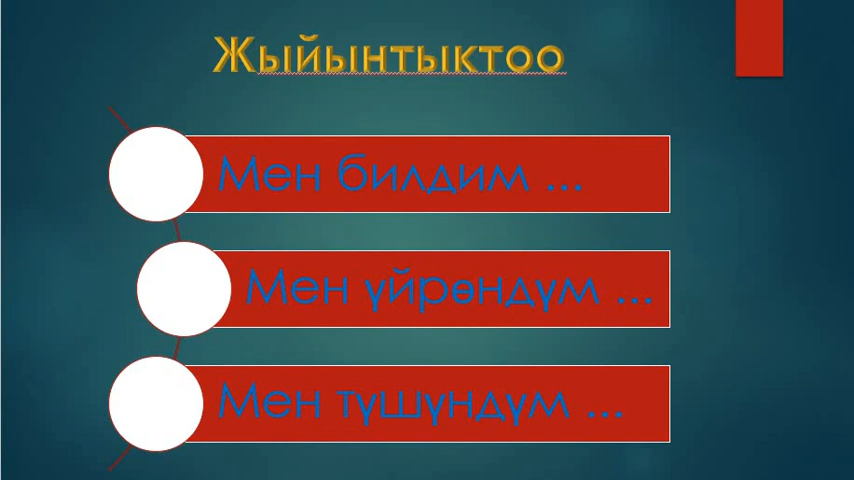 Жыйынтыктоо
Мен билдим ...
Мен үйрөндүм ...
Мен түшүндүм ...